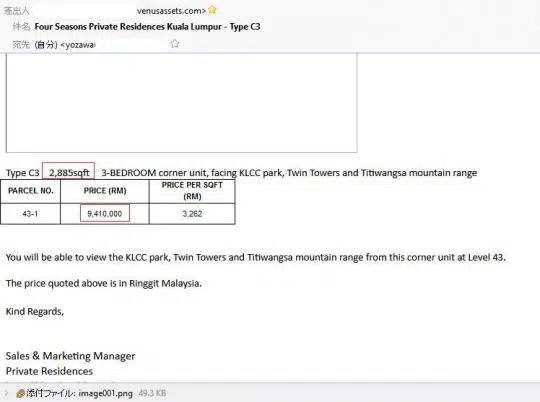 差出人 venusassets.com>
件名 Four Seasons Private Residences Kuala Lumpur - Type C3
宛先 (自分) <yozawa
Type C3 2,885sqft 3-BEDROOM corner unit, facing KLCC park, Twin Towers and Titiwangsa mountain range
PARCEL NO. PRICE (RM) PRICE PER SQFT (RM)
43-1 9,410,000 3,262
You will be able to view the KLCC park, Twin Towers and Titiwangsa mountain range from this corner unit at Level 43.
The price quoted above is in Ringgit Malaysia.
Kind Regards,
Sales & Marketing Manager
Private Residences
添付ファイル: image001.png 49.3 KB